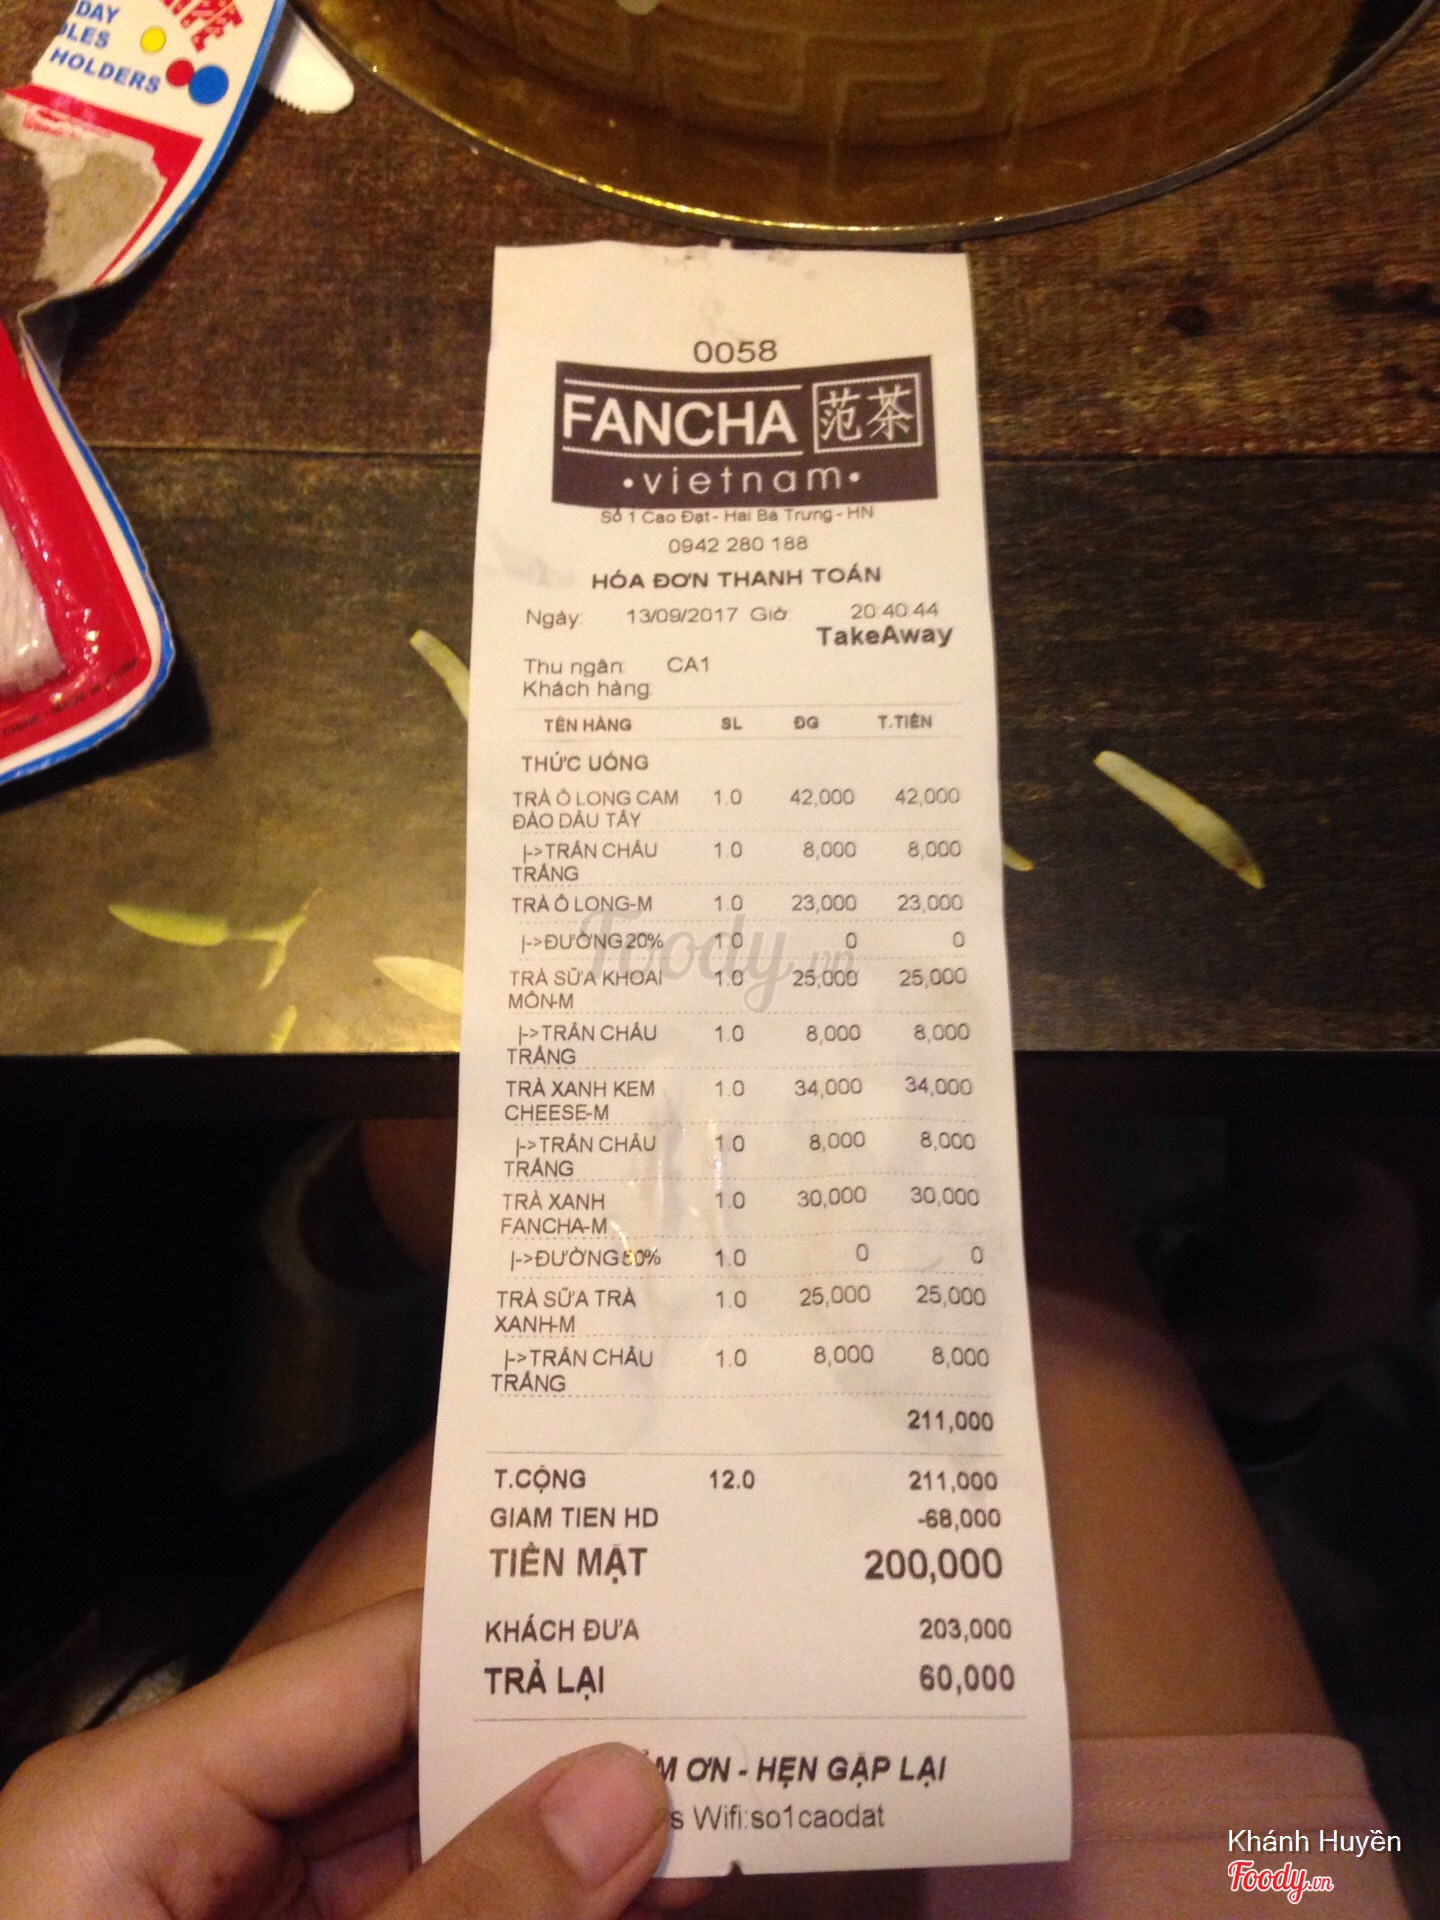 DAY
HOLDERS
0058
FANCHA 范茶
•vietnam•
Số 1 Cao Đạt - Hai Bà Trưng - HN
0942 280 188
HÓA ĐƠN THANH TOÁN
Ngày: 13/09/2017 Giờ 20:40:44
TakeAway
Thu ngân: CA1
Khách hàng:
TÊN HÀNG SL ĐG T.TIỀN
THỨC UỐNG
TRÀ Ô LONG CAM 1.0 42,000 42,000
ĐÀO DÂU TÂY
|->TRÂN CHÂU 1.0 8,000 8,000
TRẮNG
TRÀ Ô LONG-M 1.0 23,000 23,000
|->ĐƯỜNG 20% 1.0 0 0
TRÀ SỮA KHOAI 1.0 25,000 25,000
MÔN-M
|->TRÂN CHÂU 1.0 8,000 8,000
TRẮNG
TRÀ XANH KEM 1.0 34,000 34,000
CHEESE-M
|->TRÂN CHÂU 1.0 8,000 8,000
TRẮNG
TRÀ XANH 1.0 30,000 30,000
FANCHA-M
|->ĐƯỜNG 50% 1.0 0 0
TRÀ SỮA TRÀ 1.0 25,000 25,000
XANH-M
|->TRÂN CHÂU 1.0 8,000 8,000
TRẮNG
211,000
T.CỘNG 12.0 211,000
GIAM TIEN HD -68,000
TIỀN MẶT 200,000
KHÁCH ĐƯA 203,000
TRẢ LẠI 60,000
ƠN - HẸN GẶP LẠI
Wifi:so1caodat
Foody.vn
Khánh Huyền
Foody.vn